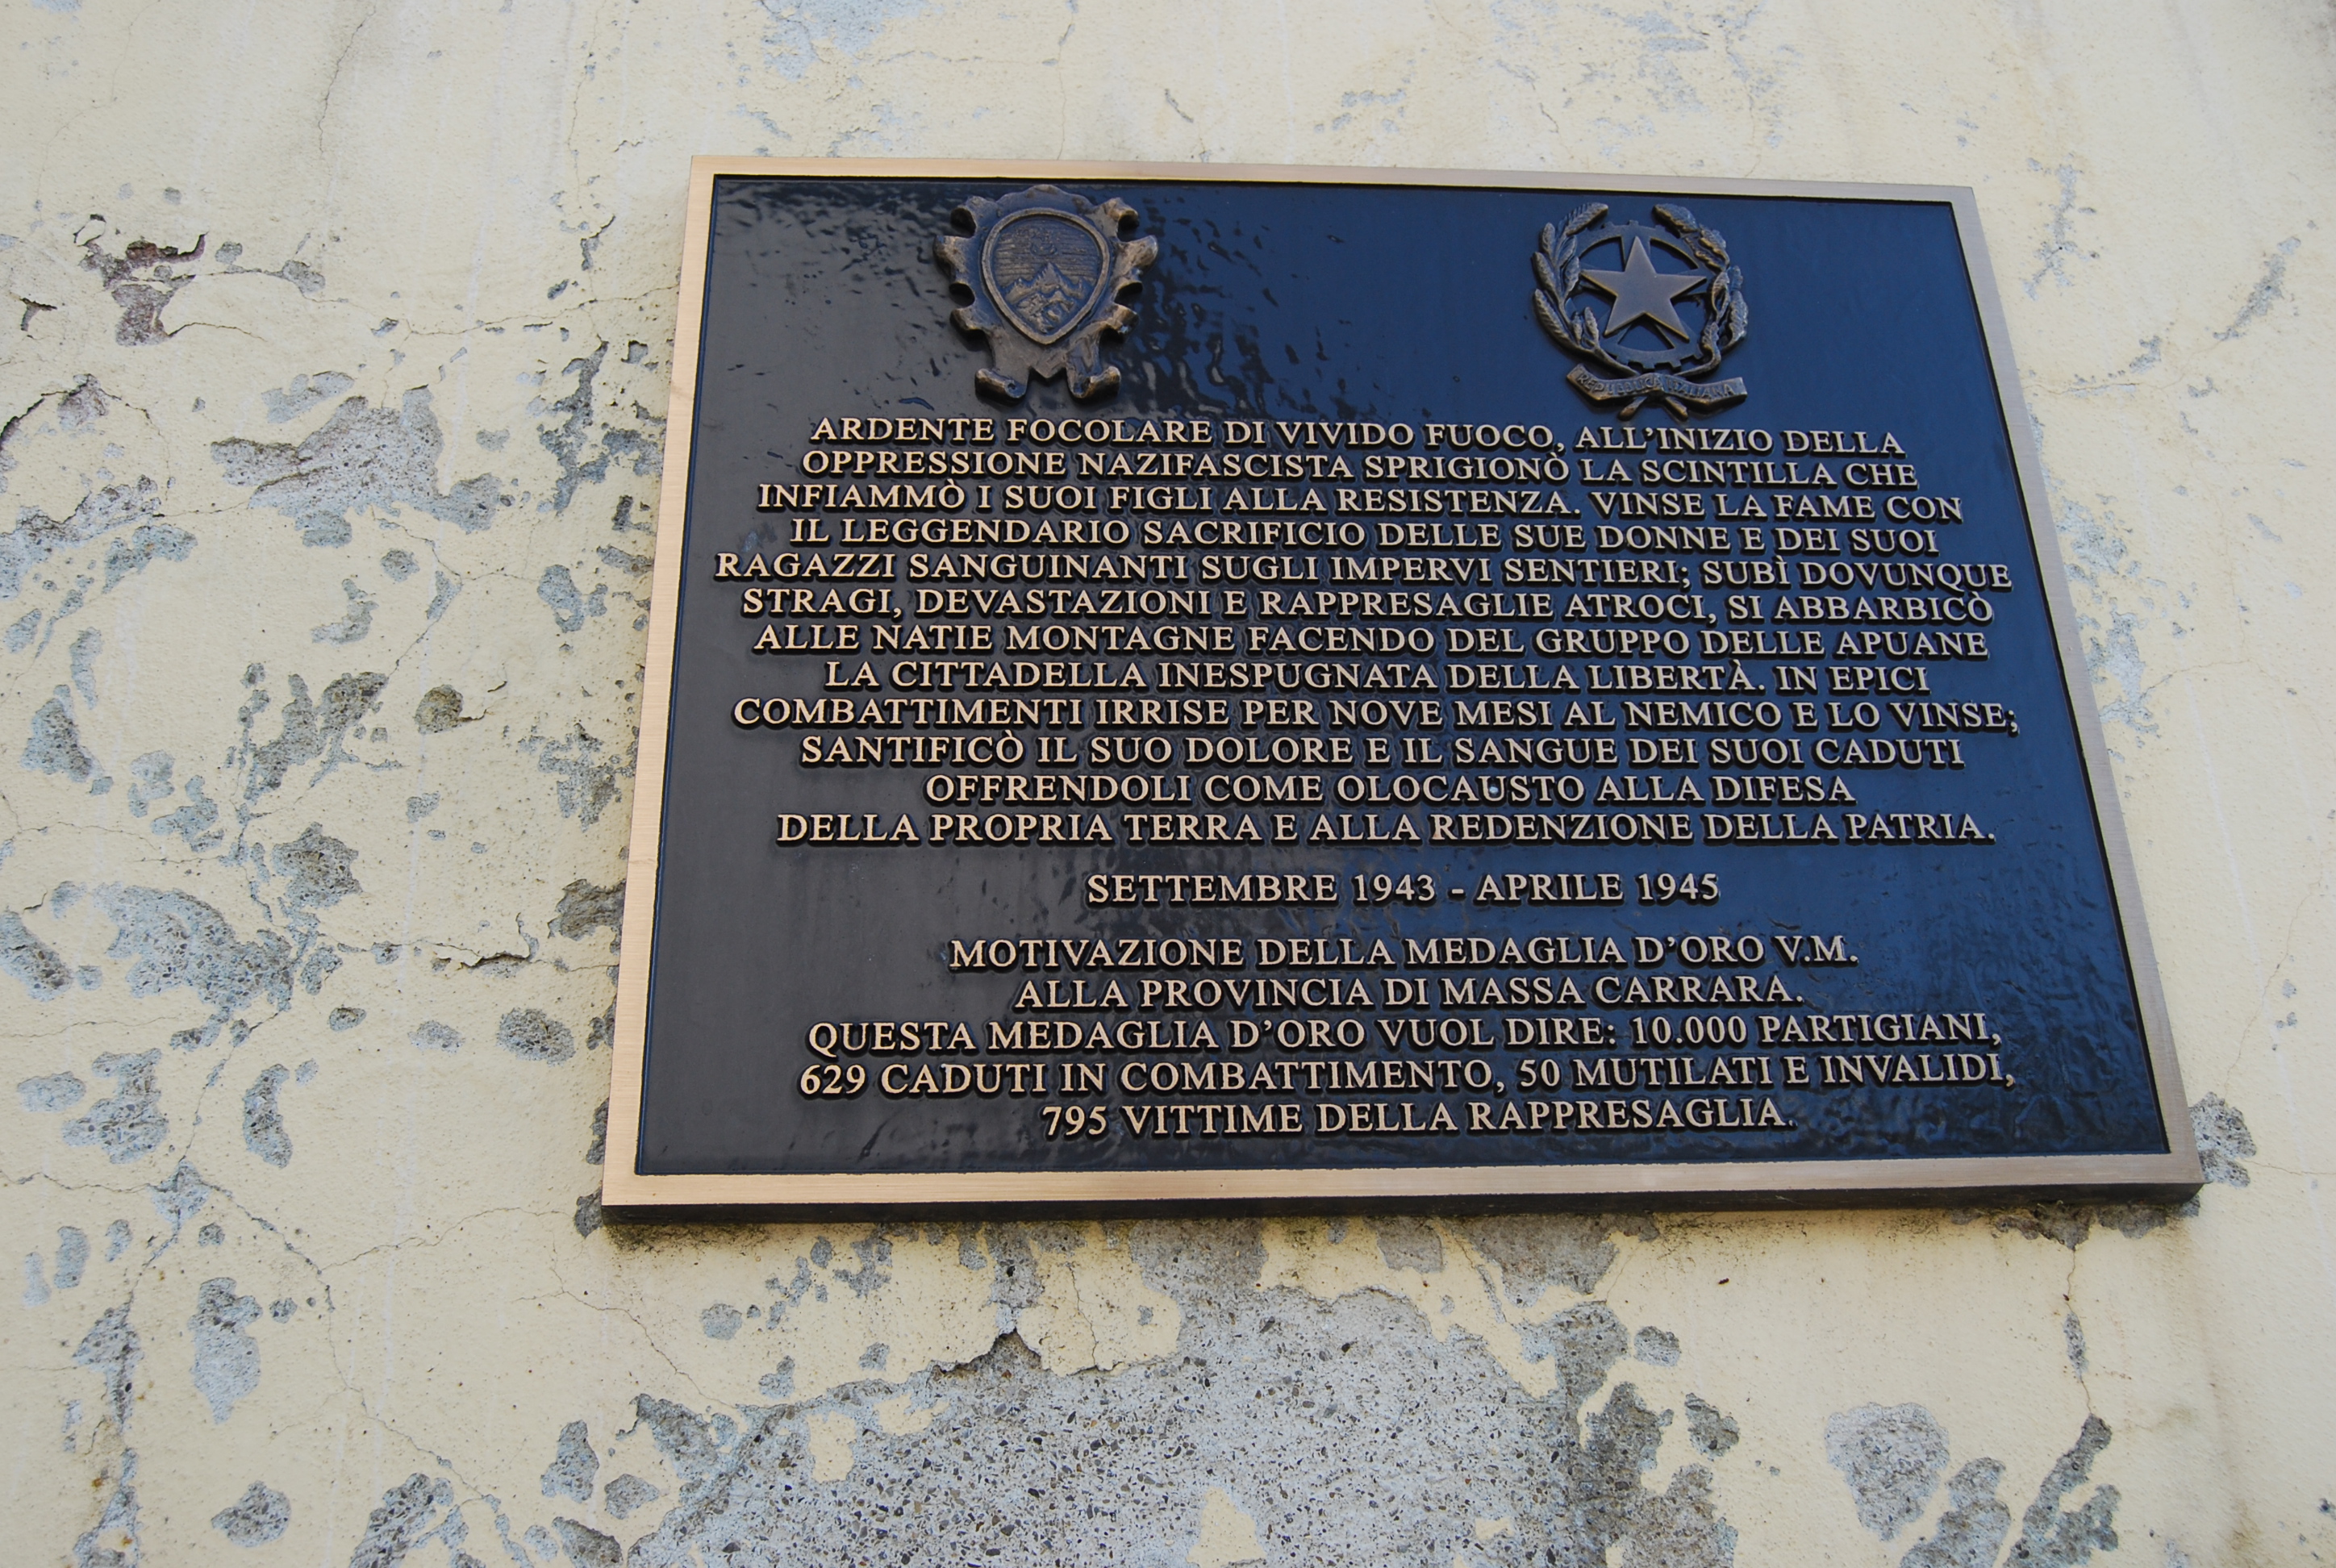 REPUBBLICA ITALIANA
ARDENTE FOCOLARE DI VIVIDO FUOCO, ALL'INIZIO DELLA
OPPRESSIONE NAZIFASCISTA SPRIGIONÒ LA SCINTILLA CHE
INFIAMMÒ I SUOI FIGLI ALLA RESISTENZA. VINSE LA FAME CON
IL LEGGENDARIO SACRIFICIO DELLE SUE DONNE E DEI SUOI
RAGAZZI SANGUINANTI SUGLI IMPERVI SENTIERI; SUBÌ DOVUNQUE
STRAGI, DEVASTAZIONI E RAPPRESAGLIE ATROCI, SI ABBARBICÒ
ALLE NATIE MONTAGNE FACENDO DEL GRUPPO DELLE APUANE
LA CITTADELLA INESPUGNATA DELLA LIBERTÀ. IN EPICI
COMBATTIMENTI IRRISE PER NOVE MESI AL NEMICO E LO VINSE;
SANTIFICÒ IL SUO DOLORE E IL SANGUE DEI SUOI CADUTI
OFFRENDOLI COME OLOCAUSTO ALLA DIFESA
DELLA PROPRIA TERRA E ALLA REDENZIONE DELLA PATRIA.
SETTEMBRE 1943 - APRILE 1945
MOTIVAZIONE DELLA MEDAGLIA D'ORO V.M.
ALLA PROVINCIA DI MASSA CARRARA.
QUESTA MEDAGLIA D'ORO VUOL DIRE: 10.000 PARTIGIANI,
629 CADUTI IN COMBATTIMENTO, 50 MUTILATI E INVALIDI,
795 VITTIME DELLA RAPPRESAGLIA.